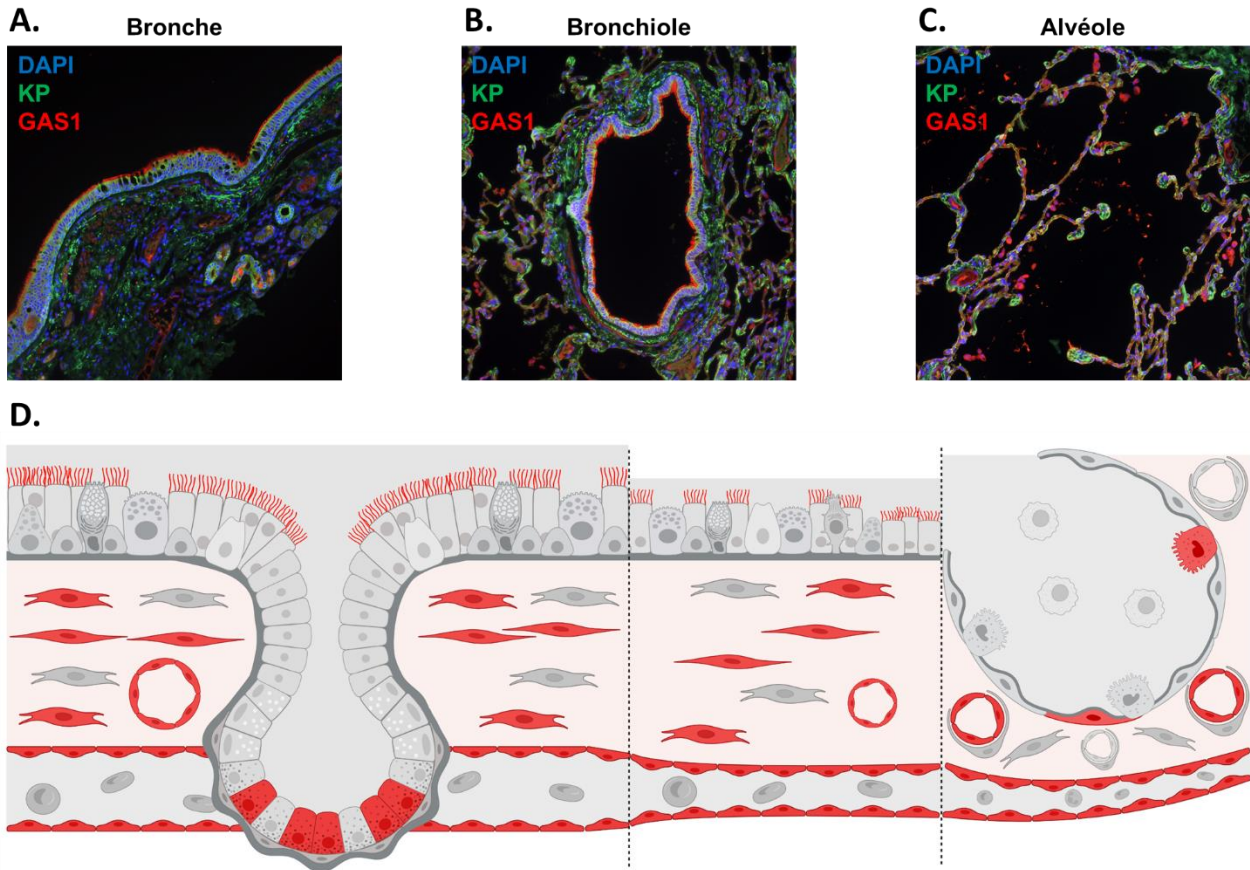 A.
Bronche
DAPI
KP
GAS1
B.
Bronchiole
DAPI
KP
GAS1
C.
Alvéole
DAPI
KP
GAS1
D.